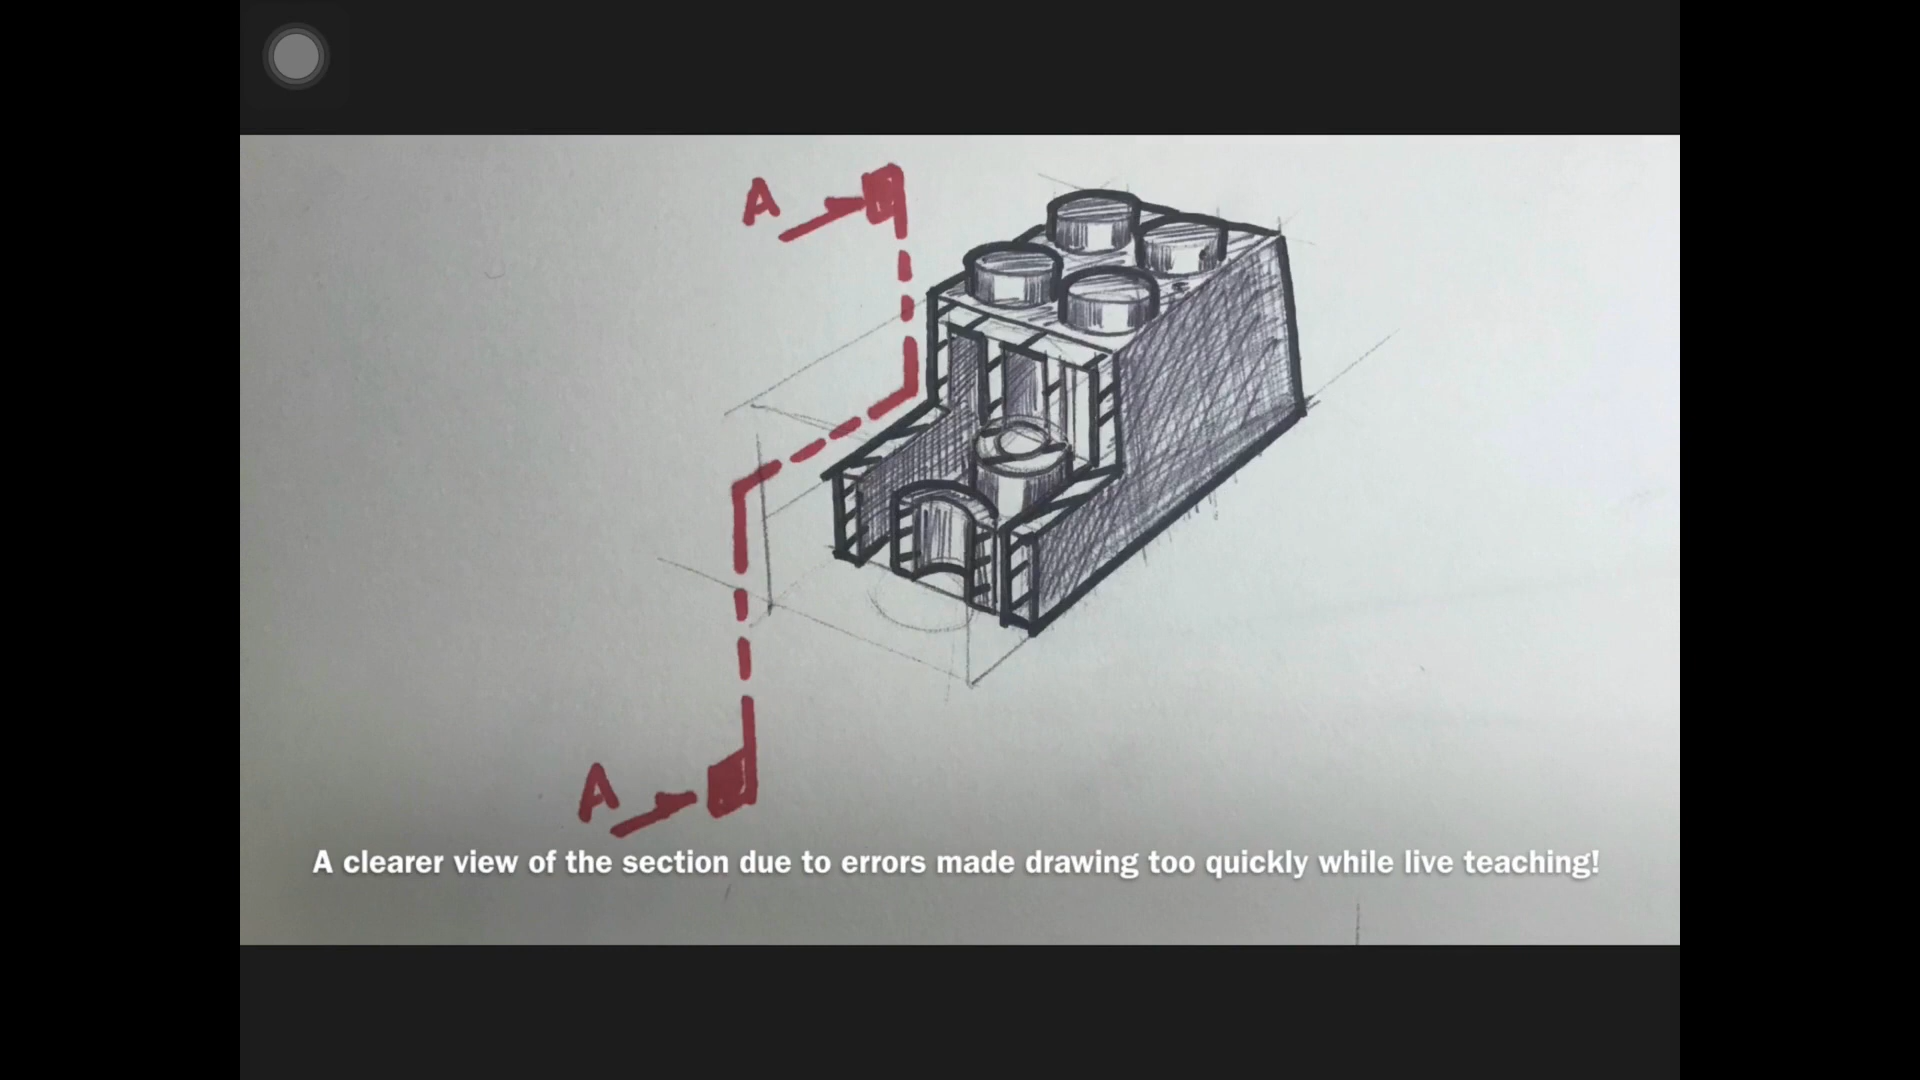 A
A
A clearer view of the section due to errors made drawing too quickly while live teaching!